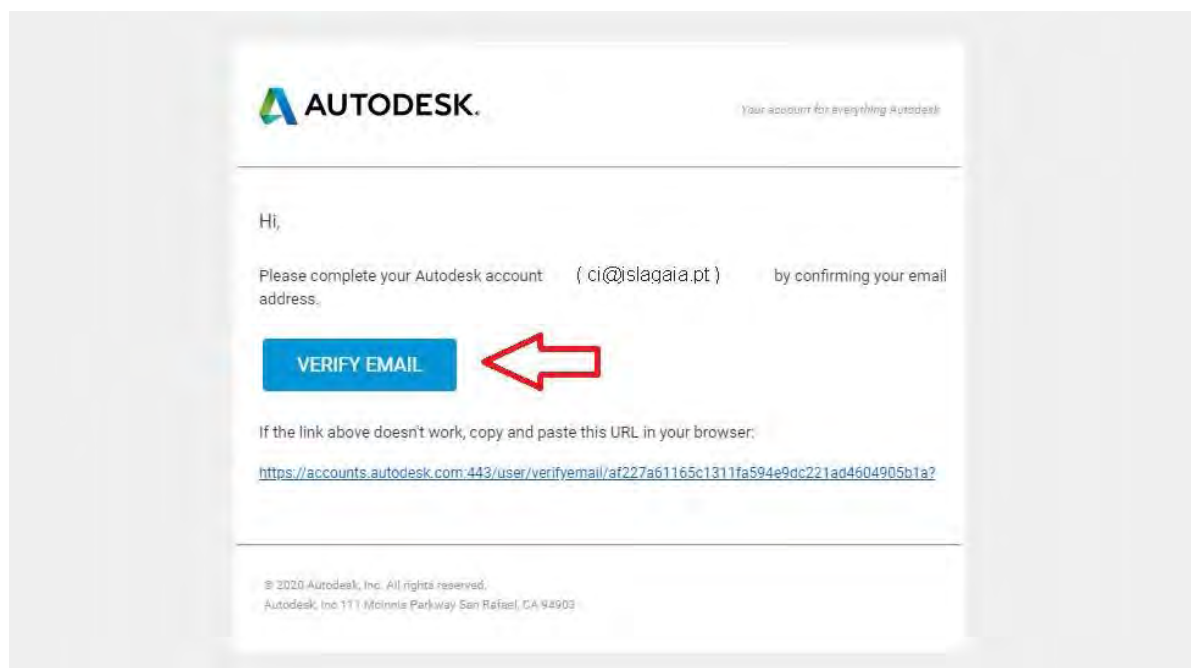 AUTODESK.
Your account for everything Autodesk
Hi,
Please complete your Autodesk account ( ci@islagaia.pt ) by confirming your email
address.
VERIFY EMAIL
If the link above doesn't work, copy and paste this URL in your browser:
https://accounts.autodesk.com:443/user/verifyemail/af227a61165c1311fa594e9dc221ad4604905b1a?
© 2020 Autodesk, Inc. All rights reserved.
Autodesk, Inc 111 McInnis Parkway San Rafael, CA 94903